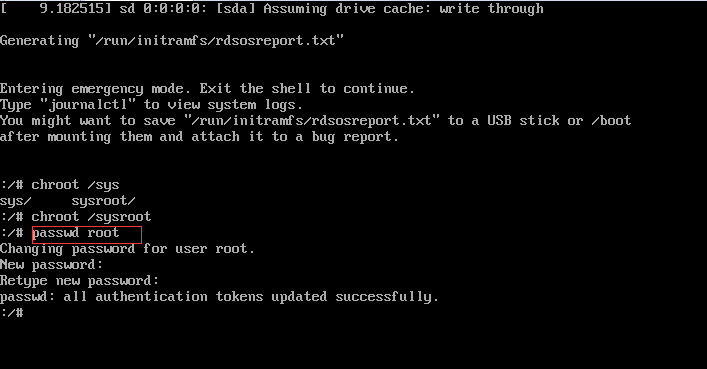 [    9.182515] sd 0:0:0:0: [sda] Assuming drive cache: write through
Generating "/run/initramfs/rdsosreport.txt"
Entering emergency mode. Exit the shell to continue.
Type "journalctl" to view system logs.
You might want to save "/run/initramfs/rdsosreport.txt" to a USB stick or /boot
after mounting them and attach it to a bug report.
:/# chroot /sys
sys/     sysroot/
:/# chroot /sysroot
:/# passwd root
Changing password for user root.
New password:
Retype new password:
passwd: all authentication tokens updated successfully.
:/#